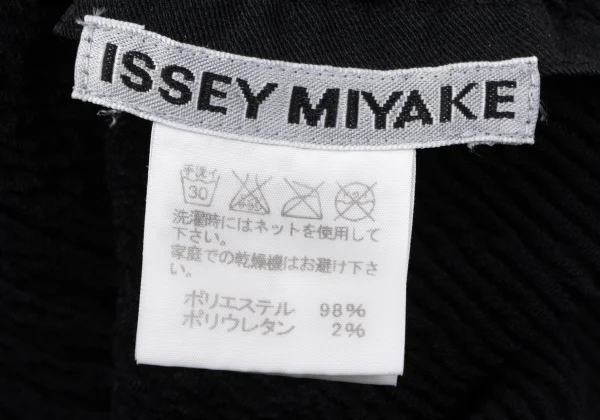 ISSEY MIYAKE
手洗イ
30
洗濯時にはネットを使用して
下さい。
家庭での乾燥機はお避け下さ
い。
ポリエステル 98%
ポリウレタン 2%